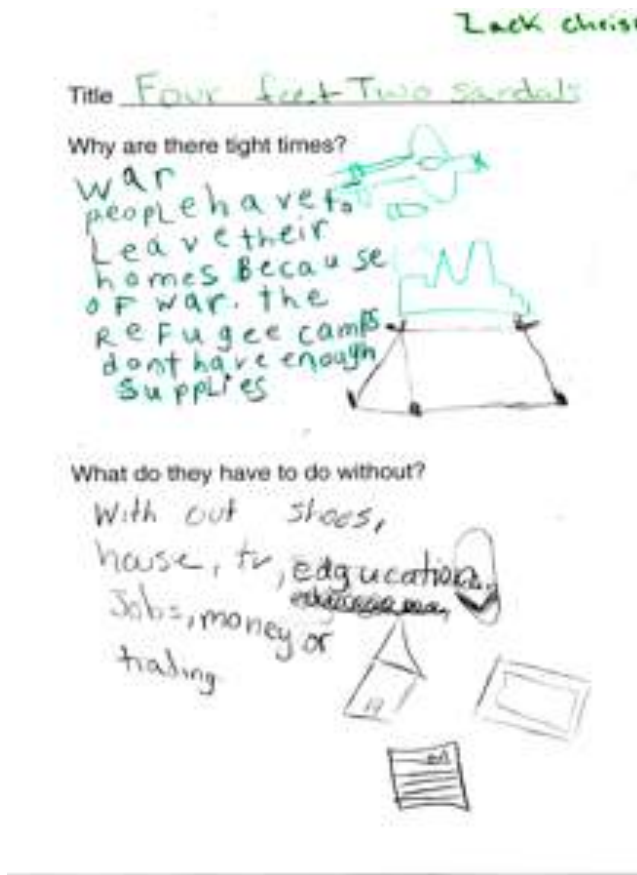 Zack chris
Title Four feet Two sandals
Why are there tight times?
War
people have to
Leave their
homes Because
OF war. the
ReFugee camps
dont have enough
SuppLies
What do they have to do without?
With out shoes,
house, tv, edgucation.
Jobs, money or
trading